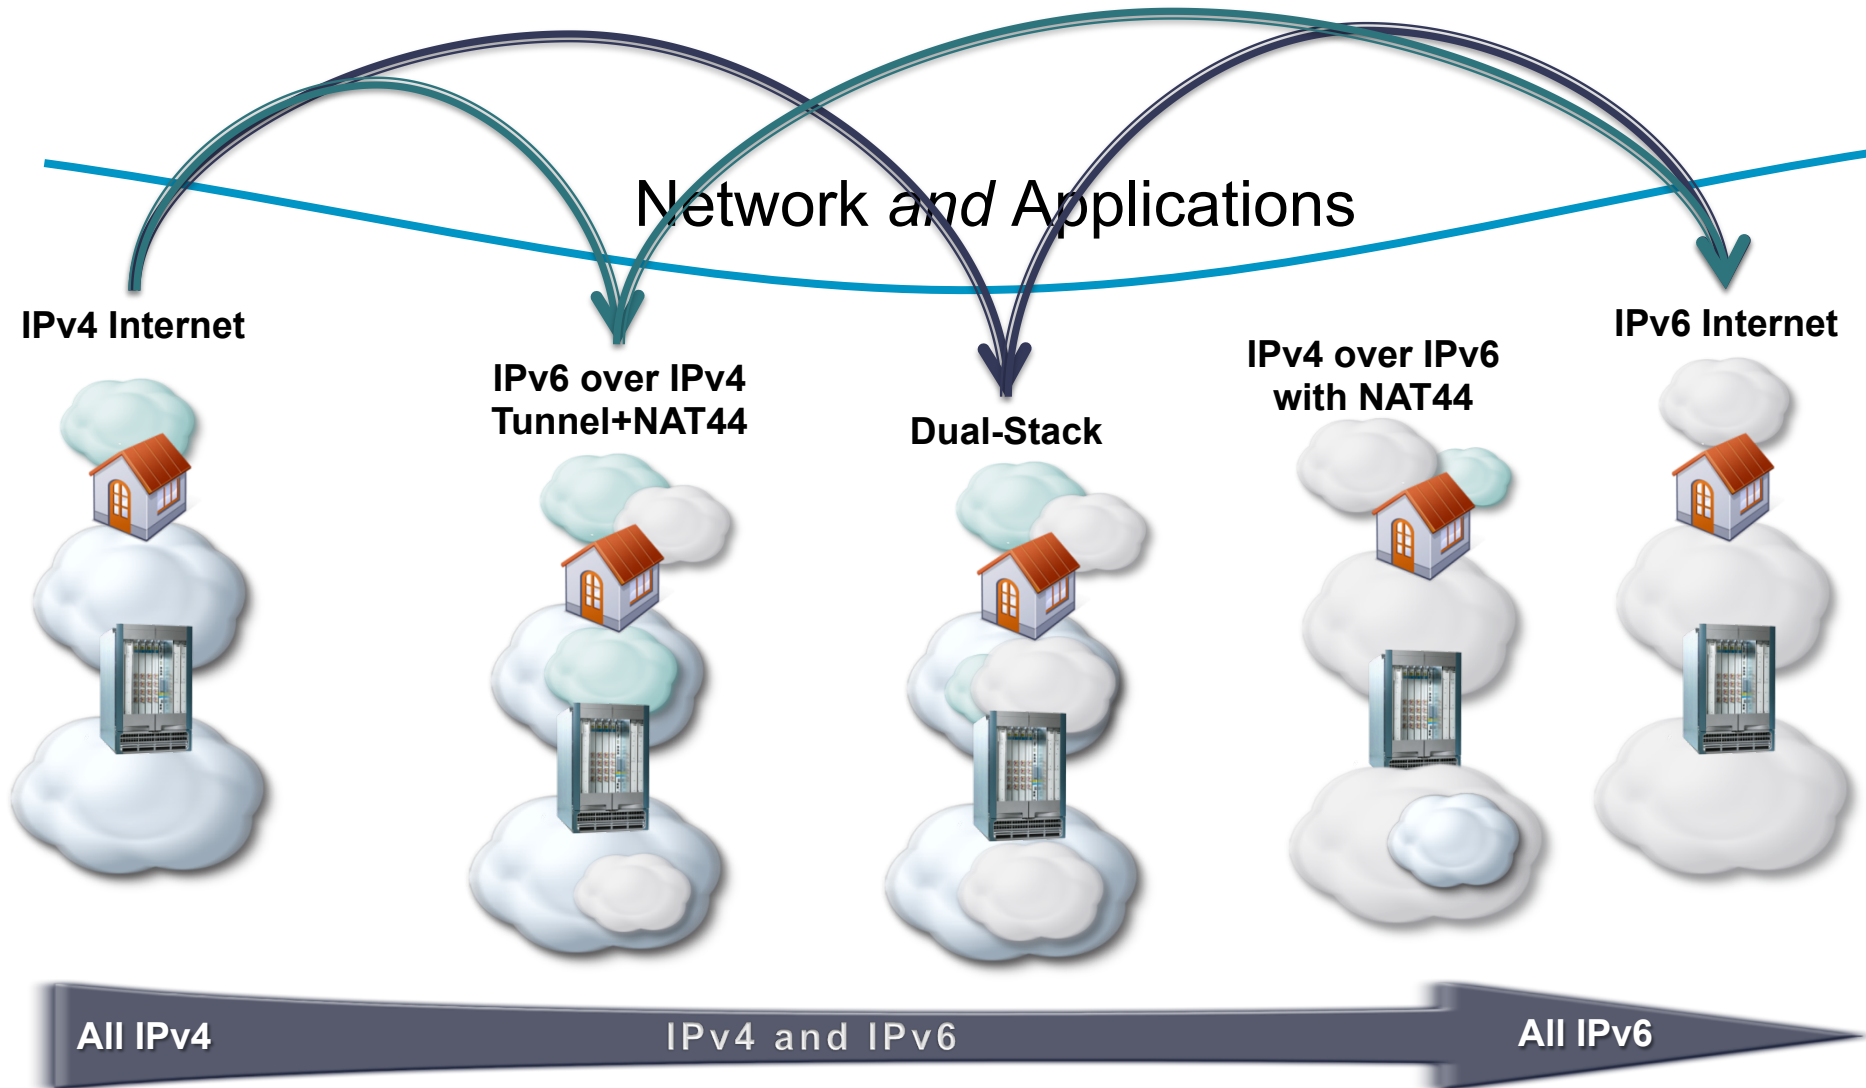 Network and Applications
IPv4 Internet
IPv6 over IPv4
Tunnel+NAT44
Dual-Stack
IPv4 over IPv6
with NAT44
IPv6 Internet
All IPv4
IPv4 and IPv6
All IPv6